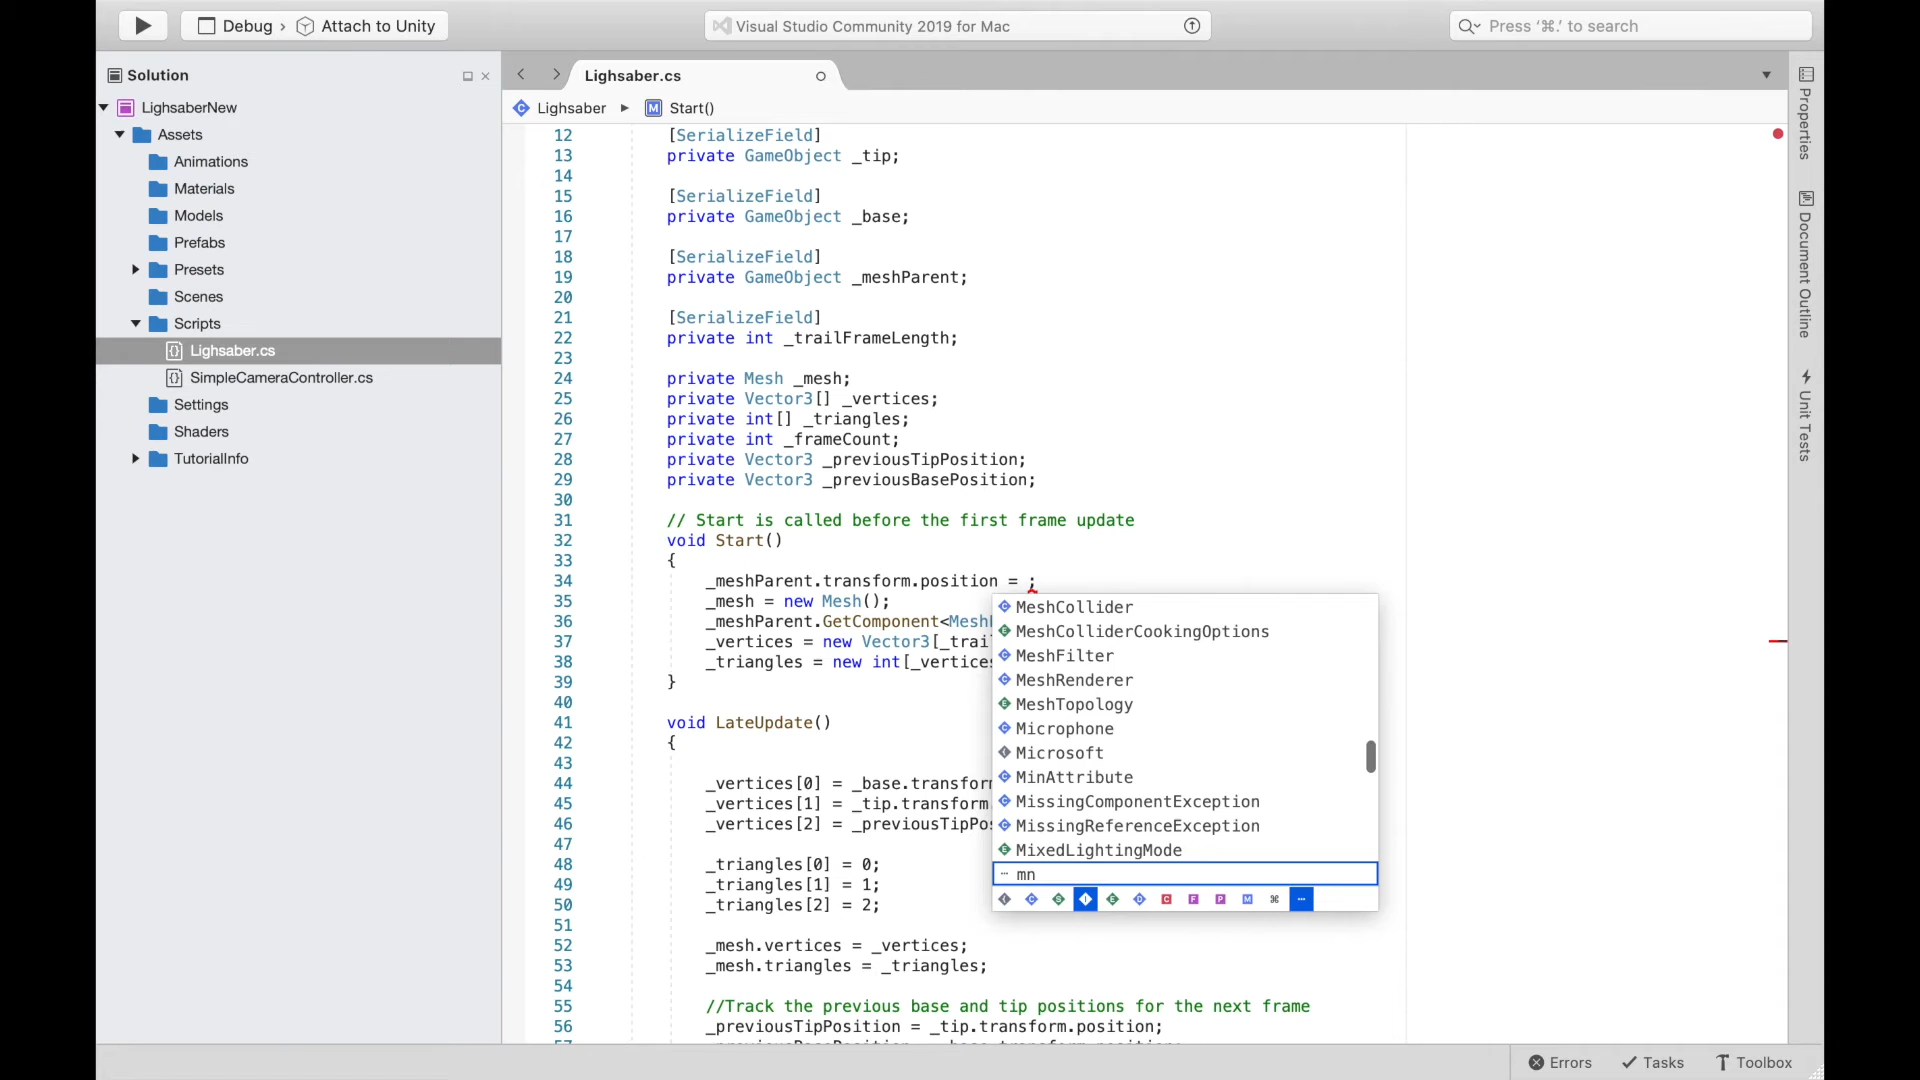 Debug › Attach to Unity
Visual Studio Community 2019 for Mac
Press ‘⌘.’ to search
Solution
LighsaberNew
Assets
Animations
Materials
Models
Prefabs
Presets
Scenes
Scripts
Lighsaber.cs
SimpleCameraController.cs
Settings
Shaders
TutorialInfo
Lighsaber.cs
Lighsaber
M Start()
12 [SerializeField]
13 private GameObject _tip;
14
15 [SerializeField]
16 private GameObject _base;
17
18 [SerializeField]
19 private GameObject _meshParent;
20
21 [SerializeField]
22 private int _trailFrameLength;
23
24 private Mesh _mesh;
25 private Vector3[] _vertices;
26 private int[] _triangles;
27 private int _frameCount;
28 private Vector3 _previousTipPosition;
29 private Vector3 _previousBasePosition;
30
31 // Start is called before the first frame update
32 void Start()
33 {
34 _meshParent.transform.position = ;
35 _mesh = new Mesh();
36 _meshParent.GetComponent<Mesh
37 _vertices = new Vector3[_trai
38 _triangles = new int[_vertices
39 }
40
41 void LateUpdate()
42 {
43
44 _vertices[0] = _base.transform
45 _vertices[1] = _tip.transform.
46 _vertices[2] = _previousTipPos
47
48 _triangles[0] = 0;
49 _triangles[1] = 1;
50 _triangles[2] = 2;
51
52 _mesh.vertices = _vertices;
53 _mesh.triangles = _triangles;
54
55 //Track the previous base and tip positions for the next frame
56 _previousTipPosition = _tip.transform.position;
MeshCollider
MeshColliderCookingOptions
MeshFilter
MeshRenderer
MeshTopology
Microphone
Microsoft
MinAttribute
MissingComponentException
MissingReferenceException
MixedLightingMode
mn
Properties
Document Outline
Unit Tests
Errors
Tasks
Toolbox